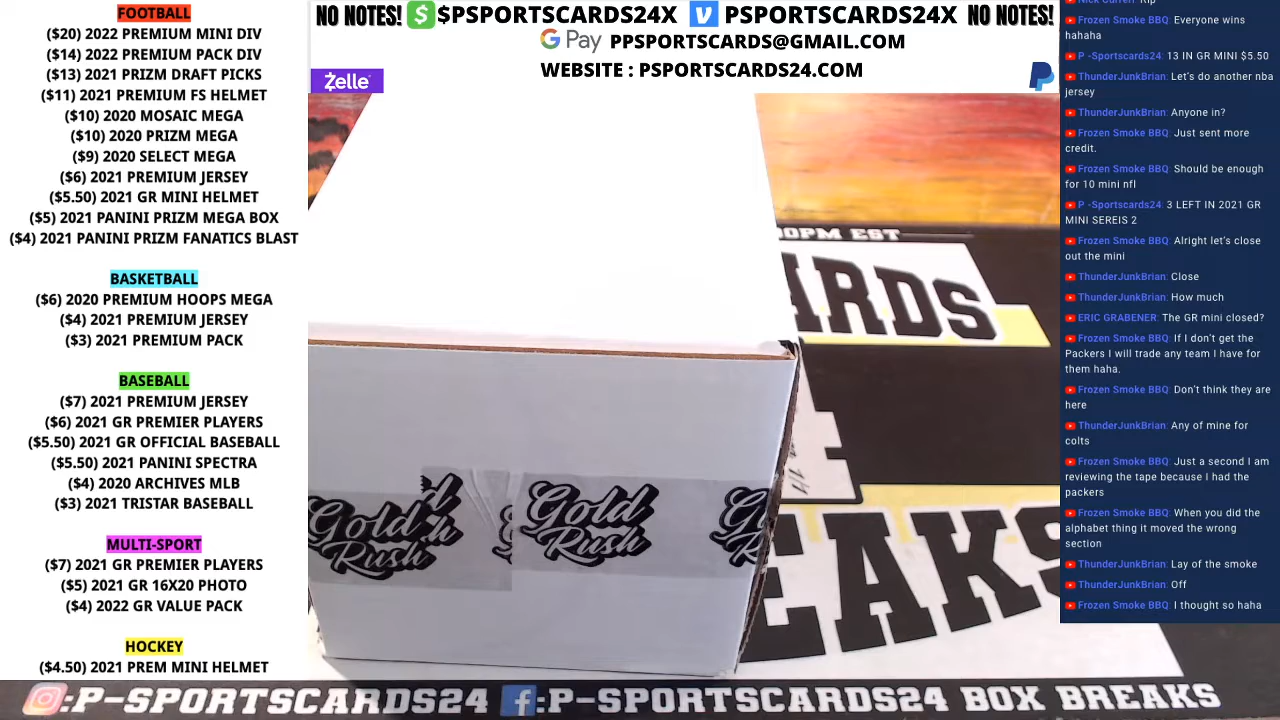 FOOTBALL
($20) 2022 PREMIUM MINI DIV
($14) 2022 PREMIUM PACK DIV
($13) 2021 PRIZM DRAFT PICKS
($11) 2021 PREMIUM FS HELMET
($10) 2020 MOSAIC MEGA
($10) 2020 PRIZM MEGA
($9) 2020 SELECT MEGA
($6) 2021 PREMIUM JERSEY
($5.50) 2021 GR MINI HELMET
($5) 2021 PANINI PRIZM MEGA BOX
($4) 2021 PANINI PRIZM FANATICS BLAST
BASKETBALL
($6) 2020 PREMIUM HOOPS MEGA
($4) 2021 PREMIUM JERSEY
($3) 2021 PREMIUM PACK
BASEBALL
($7) 2021 PREMIUM JERSEY
($6) 2021 GR PREMIER PLAYERS
($5.50) 2021 GR OFFICIAL BASEBALL
($5.50) 2021 PANINI SPECTRA
($4) 2020 ARCHIVES MLB
($3) 2021 TRISTAR BASEBALL
MULTI-SPORT
($7) 2021 GR PREMIER PLAYERS
($5) 2021 GR 16X20 PHOTO
($4) 2022 GR VALUE PACK
HOCKEY
($4.50) 2021 PREM MINI HELMET
NO NOTES! $PSPORTSCARDS24X PSPORTSCARDS24X NO NOTES!
G Pay PPSPORTSCARDS@GMAIL.COM
WEBSITE : PSPORTSCARDS24.COM
Zelle
00PM EST
ARDS
EAKS
Gold Rush
Gold Rush
Frozen Smoke BBQ: Everyone wins
hahaha
P -Sportscards24: 13 IN GR MINI $5.50
ThunderJunkBrian: Let's do another nba
jersey
ThunderJunkBrian: Anyone in?
Frozen Smoke BBQ: Just sent more
credit.
Frozen Smoke BBQ: Should be enough
for 10 mini nfl
P -Sportscards24: 3 LEFT IN 2021 GR
MINI SEREIS 2
Frozen Smoke BBQ: Alright let's close
out the mini
ThunderJunkBrian: Close
ThunderJunkBrian: How much
ERIC GRABENER: The GR mini closed?
Frozen Smoke BBQ: If I don't get the
Packers I will trade any team I have for
them haha.
Frozen Smoke BBQ: Don't think they are
here
ThunderJunkBrian: Any of mine for
colts
Frozen Smoke BBQ: Just a second I am
reviewing the tape because I had the
packers
Frozen Smoke BBQ: When you did the
alphabet thing it moved the wrong
section
ThunderJunkBrian: Lay of the smoke
ThunderJunkBrian: Off
Frozen Smoke BBQ: I thought so haha
:P-SPORTSCARDS24 f:P-SPORTSCARDS24 BOX BREAKS